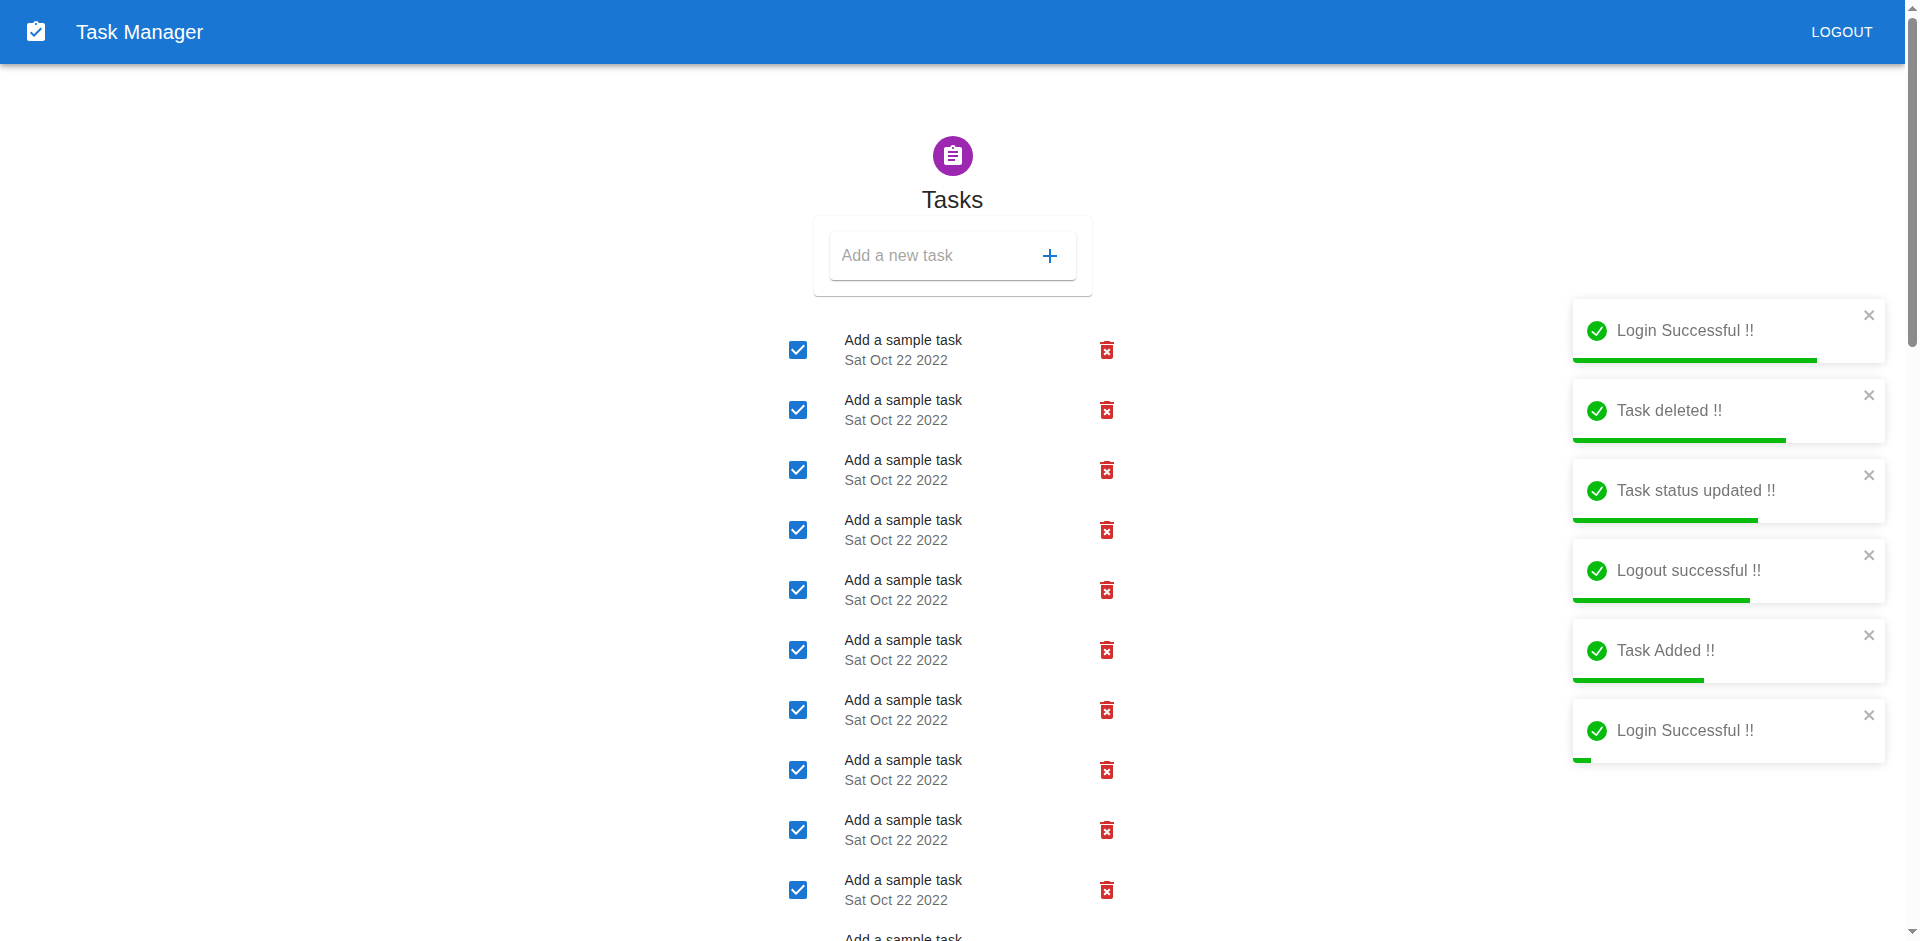 Task Manager
LOGOUT
Tasks
Add a new task
Add a sample task
Sat Oct 22 2022
Add a sample task
Sat Oct 22 2022
Add a sample task
Sat Oct 22 2022
Add a sample task
Sat Oct 22 2022
Add a sample task
Sat Oct 22 2022
Add a sample task
Sat Oct 22 2022
Add a sample task
Sat Oct 22 2022
Add a sample task
Sat Oct 22 2022
Add a sample task
Sat Oct 22 2022
Add a sample task
Sat Oct 22 2022
Add a sample task
Login Successful !!
Task deleted !!
Task status updated !!
Logout successful !!
Task Added !!
Login Successful !!